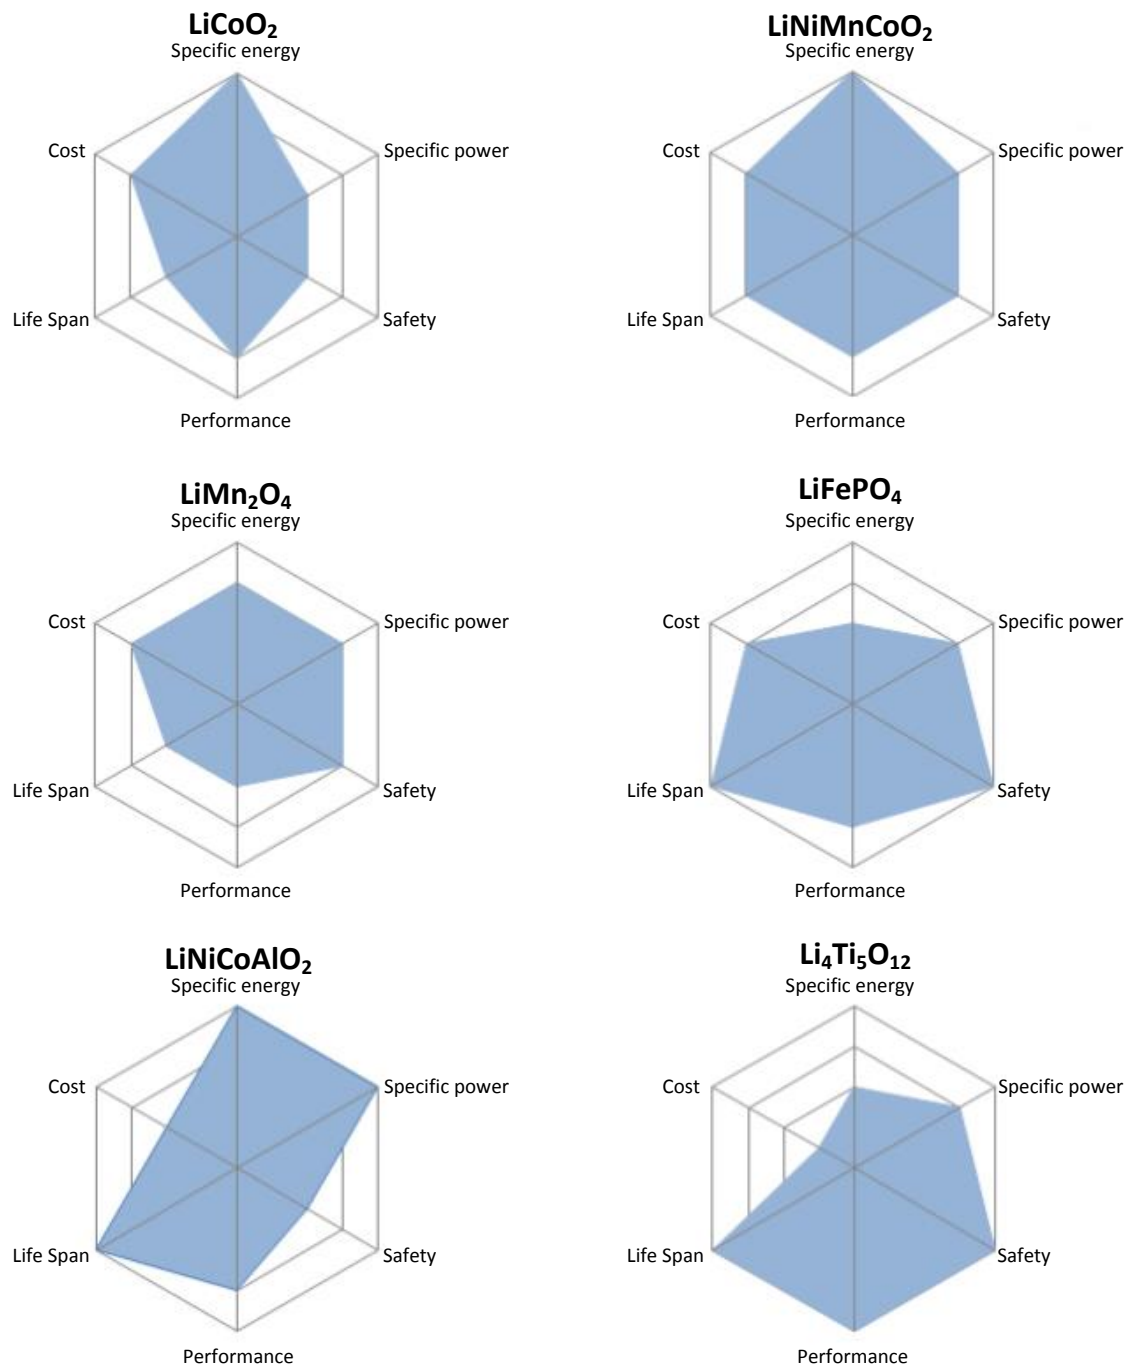 LiCoO₂
Specific energy
Cost
Specific power
Life Span
Safety
Performance
LiNiMnCoO₂
Specific energy
Cost
Specific power
Life Span
Safety
Performance
LiMn₂O₄
Specific energy
Cost
Specific power
Life Span
Safety
Performance
LiFePO₄
Specific energy
Cost
Specific power
Life Span
Safety
Performance
LiNiCoAlO₂
Specific energy
Cost
Specific power
Life Span
Safety
Performance
Li₄Ti₅O₁₂
Specific energy
Cost
Specific power
Life Span
Safety
Performance